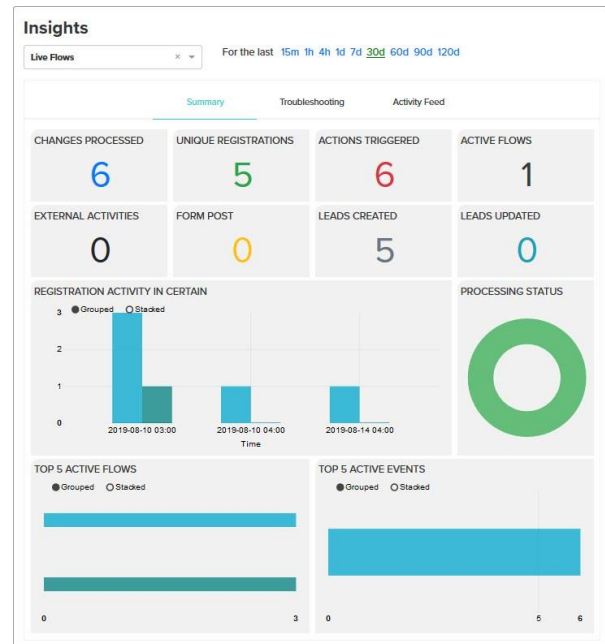 Insights
Live Flows × For the last 15m 1h 4h 1d 7d 30d 60d 90d 120d
Summary Troubleshooting Activity Feed
CHANGES PROCESSED UNIQUE REGISTRATIONS ACTIONS TRIGGERED ACTIVE FLOWS
6 5 6 1
EXTERNAL ACTIVITIES FORM POST LEADS CREATED LEADS UPDATED
0 0 5 0
REGISTRATION ACTIVITY IN CERTAIN PROCESSING STATUS
3 Grouped Stacked
2
1
0
2019-08-10 03:00 2019-08-10 04:00 2019-08-14 04:00
Time
TOP 5 ACTIVE FLOWS TOP 5 ACTIVE EVENTS
Grouped Stacked Grouped Stacked
0 3 0 5 6